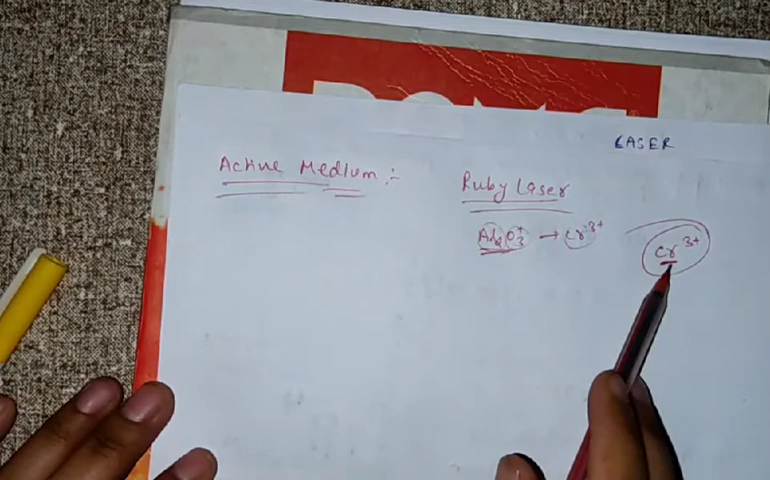 LASER
Active Medium :-
Ruby Laser
Al2O3 → Cr3+
Cr3+